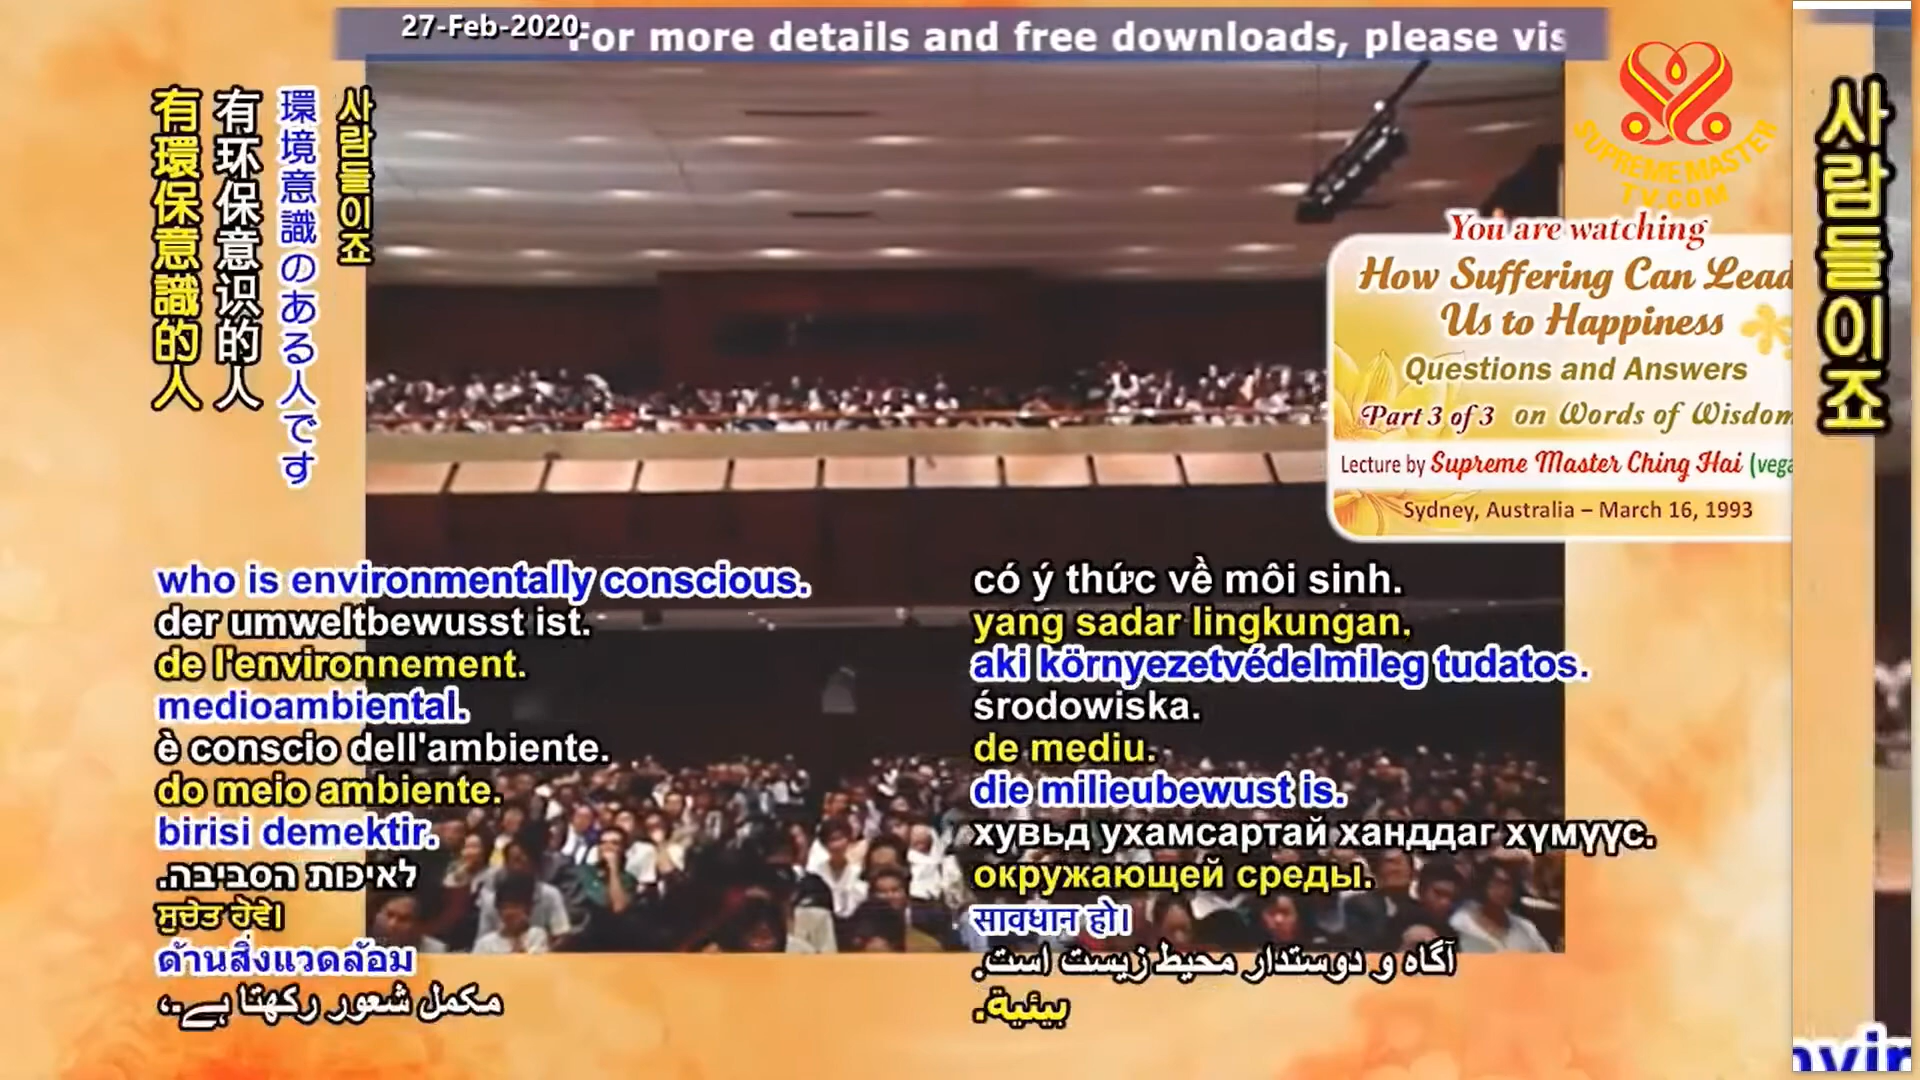 27-Feb-2020
For more details and free downloads, please vis
SUPREME MASTER
TV.COM
You are watching
How Suffering Can Lead
Us to Happiness
Questions and Answers
Part 3 of 3 on Words of Wisdom
Lecture by Supreme Master Ching Hai (vega
Sydney, Australia – March 16, 1993
사람들이죠
環境意識のある人です
有环保意识的人
有環保意識的人
사람들이죠
who is environmentally conscious.
der umweltbewusst ist.
de l'environnement.
medioambiental.
è conscio dell'ambiente.
do meio ambiente.
birisi demektir.
לאיכות הסביבה.
ਸੁਚੇਤ ਹੋਵੇ।
ด้านสิ่งแวดล้อม
مکمل شعور رکھتا ہے۔،
có ý thức về môi sinh.
yang sadar lingkungan.
aki környezetvédelmileg tudatos.
środowiska.
de mediu.
die milieubewust is.
хувьд ухамсартай ханддаг хүмүүс.
окружающей среды.
सावधान हो।
آگاه و دوستدار محیط زیست است.
بيئية.
nvir